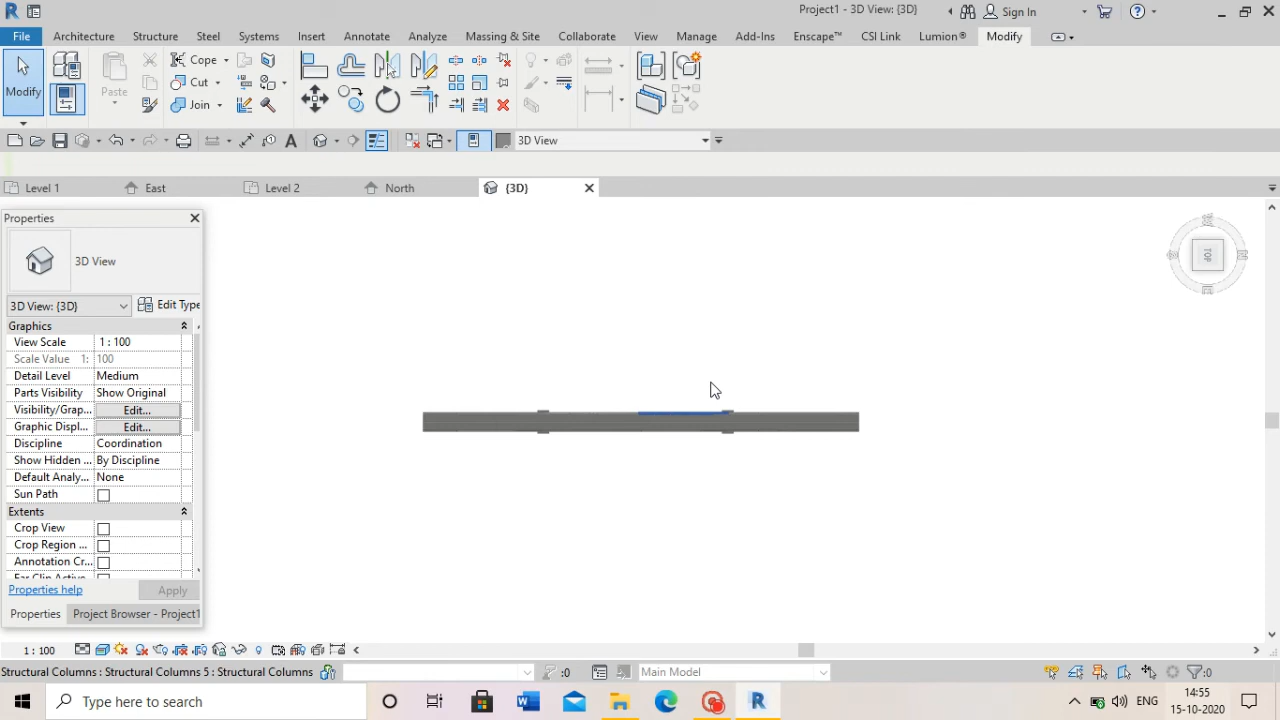 Project1 - 3D View: {3D}
Sign In
File
Architecture
Structure
Steel
Systems
Insert
Annotate
Analyze
Massing & Site
Collaborate
View
Manage
Add-Ins
Enscape™
CSI Link
Lumion®
Modify
Modify
Paste
Cope
Cut
Join
3D View
Level 1
East
Level 2
North
{3D}
Properties
3D View
3D View: {3D}
Edit Type
Graphics
View Scale
1 : 100
Scale Value 1:
100
Detail Level
Medium
Parts Visibility
Show Original
Visibility/Grap...
Edit...
Graphic Displ...
Edit...
Discipline
Coordination
Show Hidden ...
By Discipline
Default Analy...
None
Sun Path
Extents
Crop View
Crop Region ...
Annotation Cr...
Far Clip Active
Properties help
Apply
Properties
Project Browser - Project1
TOP
1 : 100
Structural Columns : Structural Columns 5 : Structural Columns
:0
Main Model
:0
Type here to search
ENG
14:55
15-10-2020